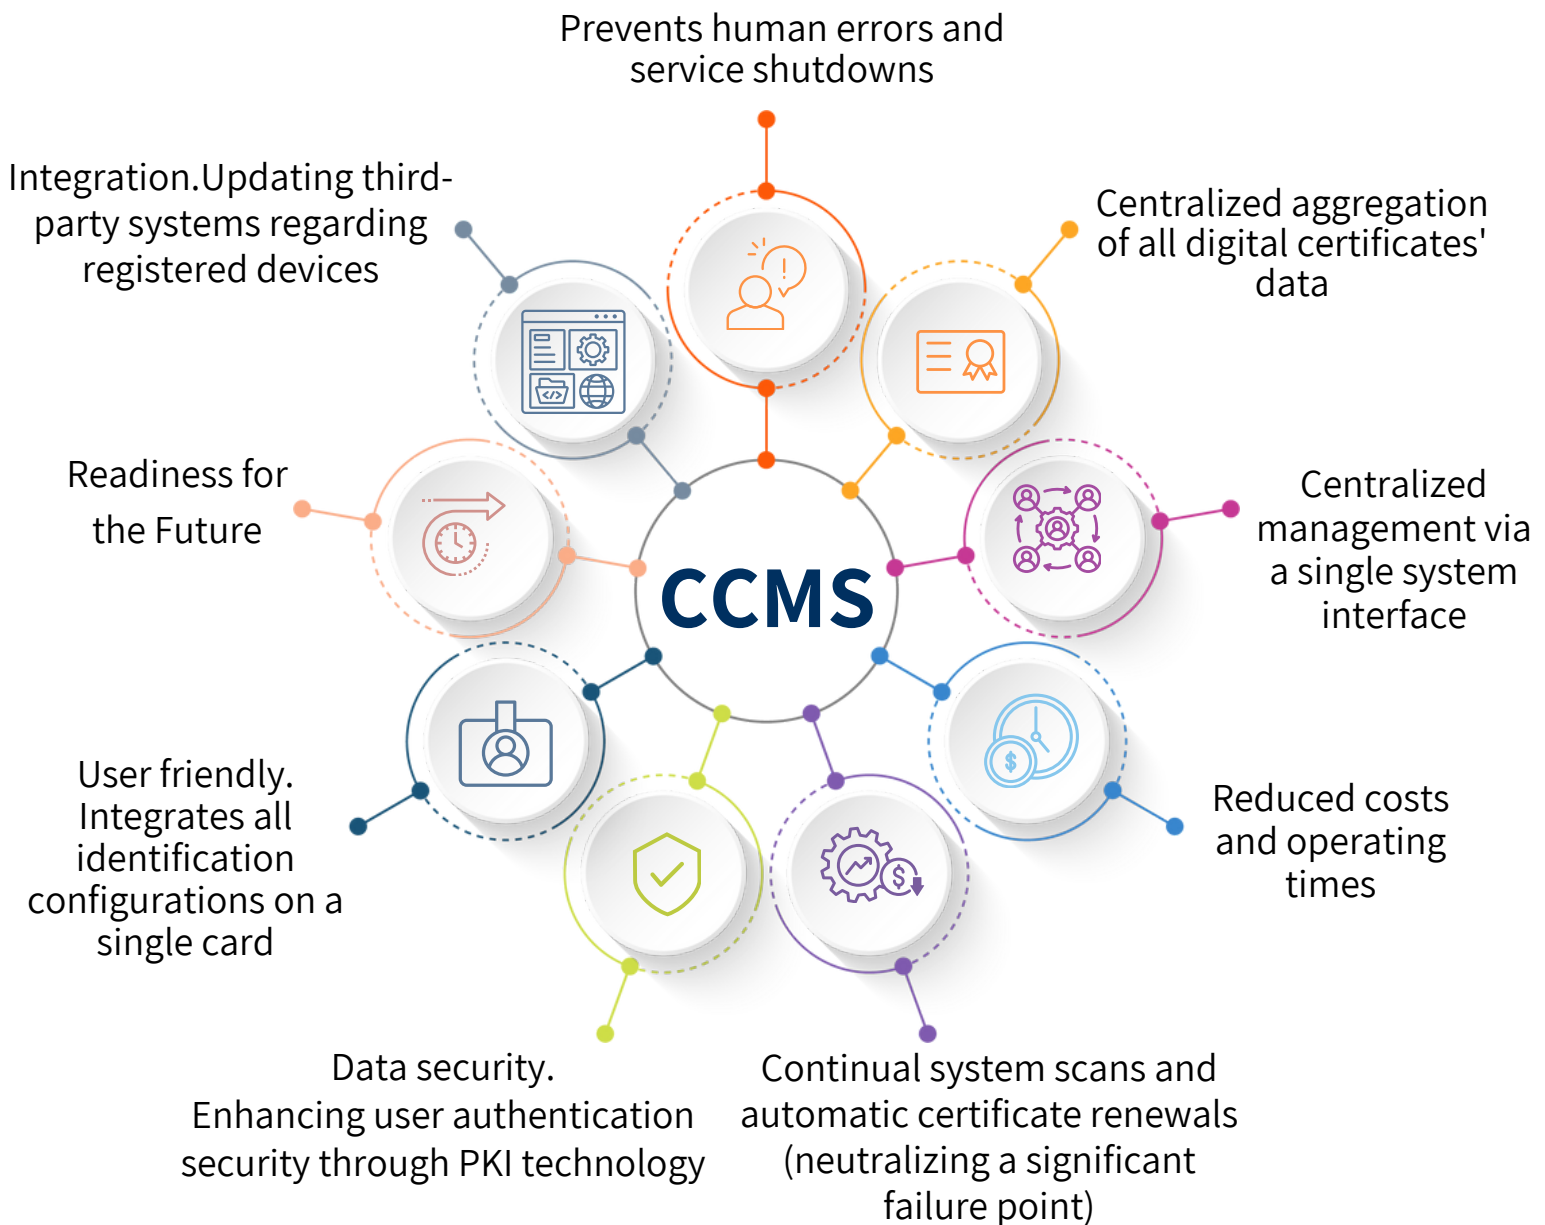 Prevents human errors and
service shutdowns
Centralized aggregation
of all digital certificates'
data
Centralized
management via
a single system
interface
Reduced costs
and operating
times
Continual system scans and
automatic certificate renewals
(neutralizing a significant
failure point)
Data security.
Enhancing user authentication
security through PKI technology
User friendly.
Integrates all
identification
configurations on a
single card
Readiness for
the Future
Integration.Updating third-
party systems regarding
registered devices
CCMS